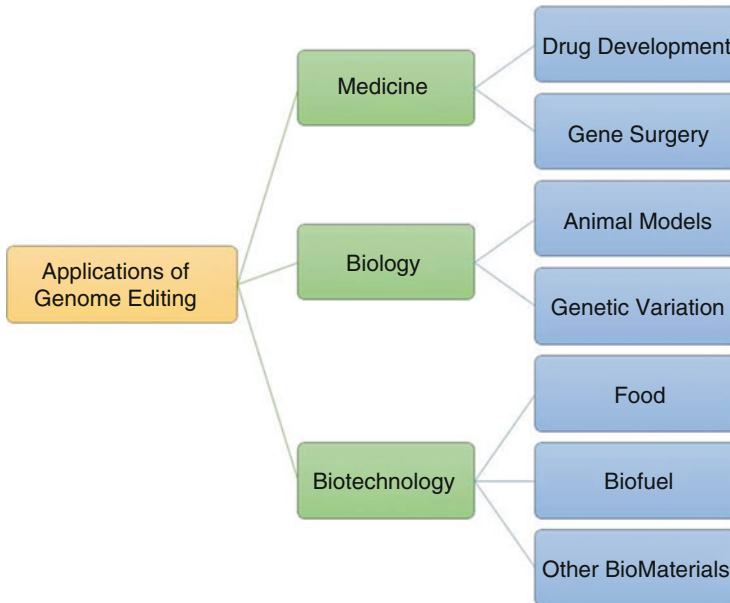 Applications of
Genome Editing
Medicine
Drug Development
Gene Surgery
Biology
Animal Models
Genetic Variation
Biotechnology
Food
Biofuel
Other BioMaterials